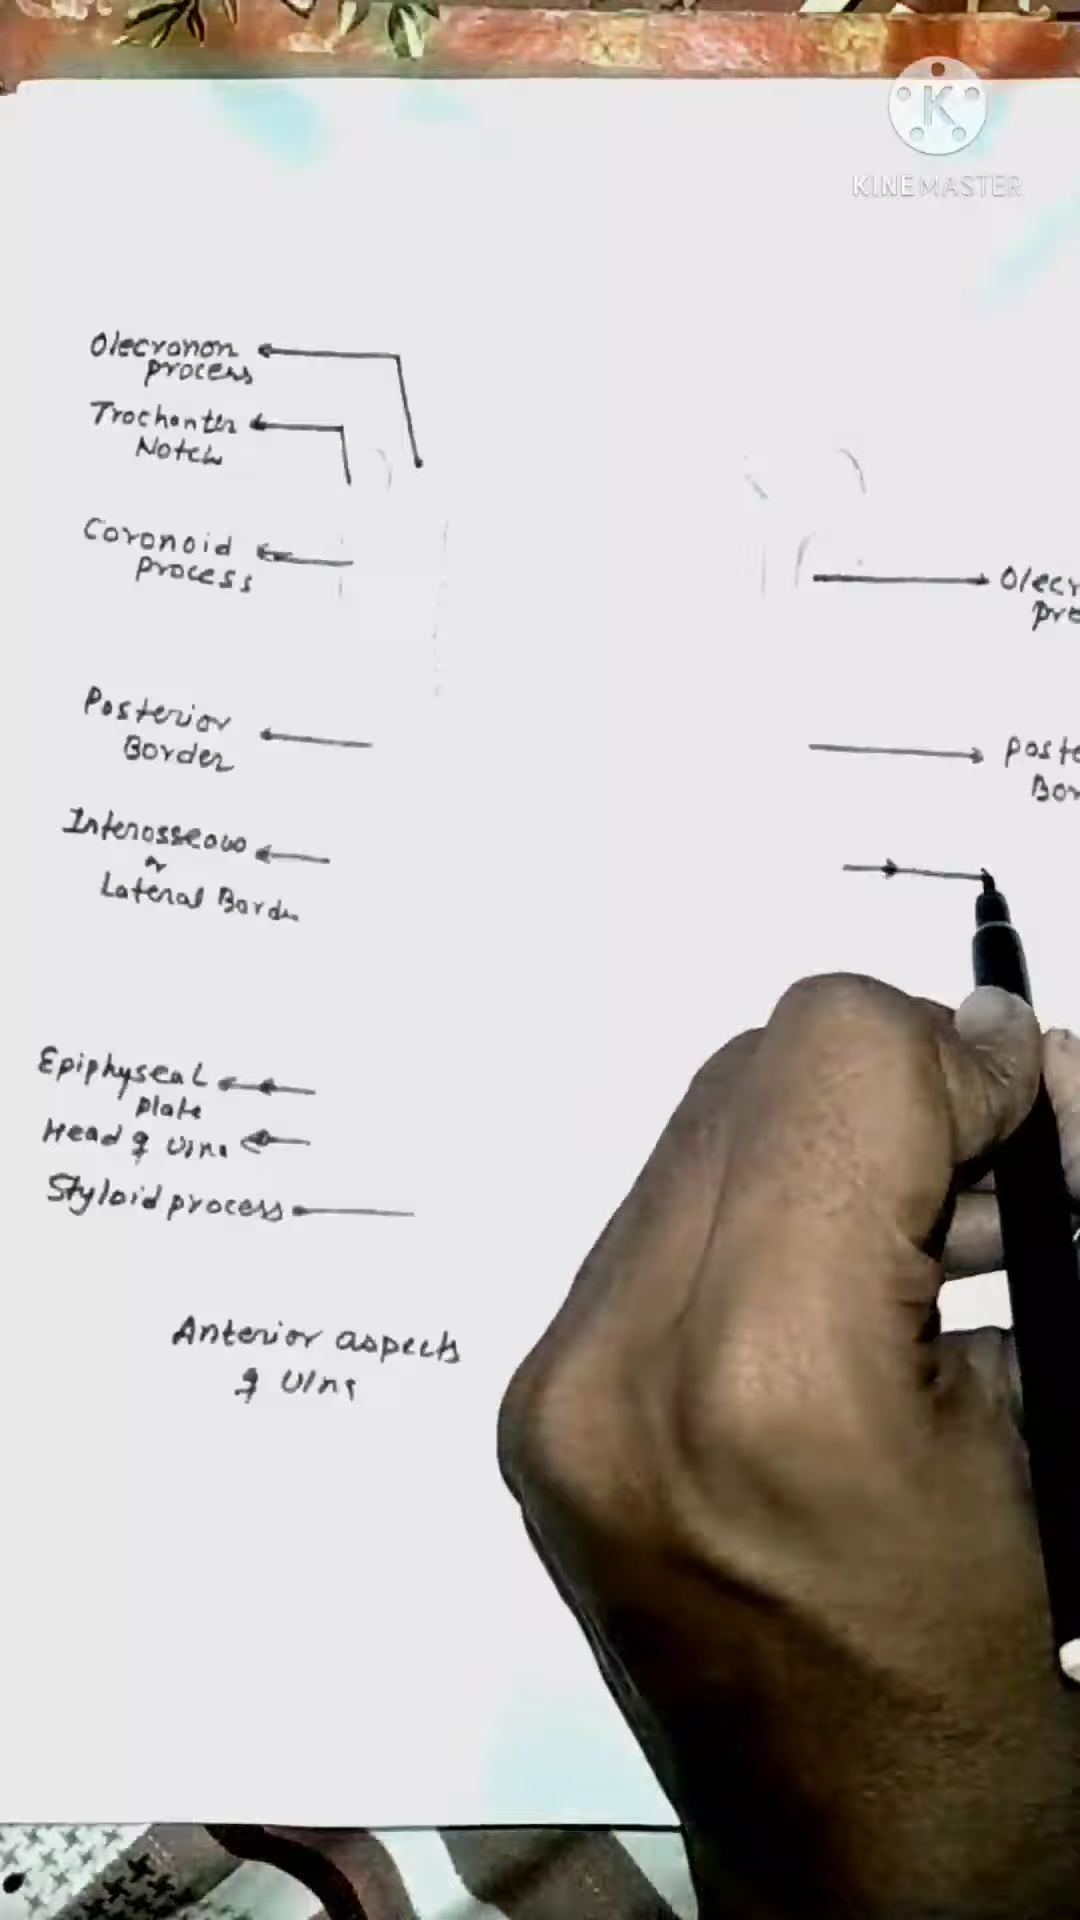 KINEMASTER
Olecranon
process
Trochanter
Notch
Coronoid
process
Posterior
Border
Interosseous
or
Lateral Border
Epiphyseal
plate
Head of Ulna
Styloid process
Anterior aspects
of Ulna
Olecr
pro
poste
Bor